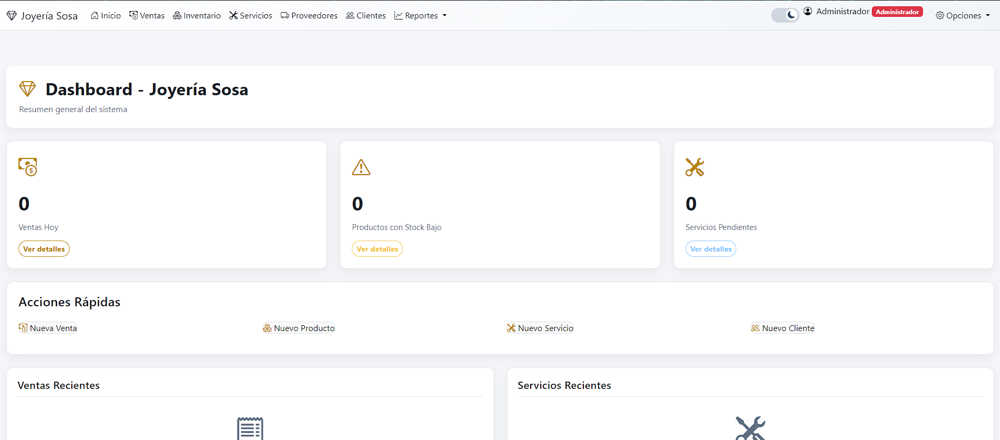 Joyería Sosa Inicio Ventas Inventario Servicios Proveedores Clientes Reportes Administrador Administrador Opciones
Dashboard - Joyería Sosa
Resumen general del sistema
0 0 0
Ventas Hoy Productos con Stock Bajo Servicios Pendientes
Ver detalles Ver detalles Ver detalles
Acciones Rápidas
Nueva Venta Nuevo Producto Nuevo Servicio Nuevo Cliente
Ventas Recientes Servicios Recientes